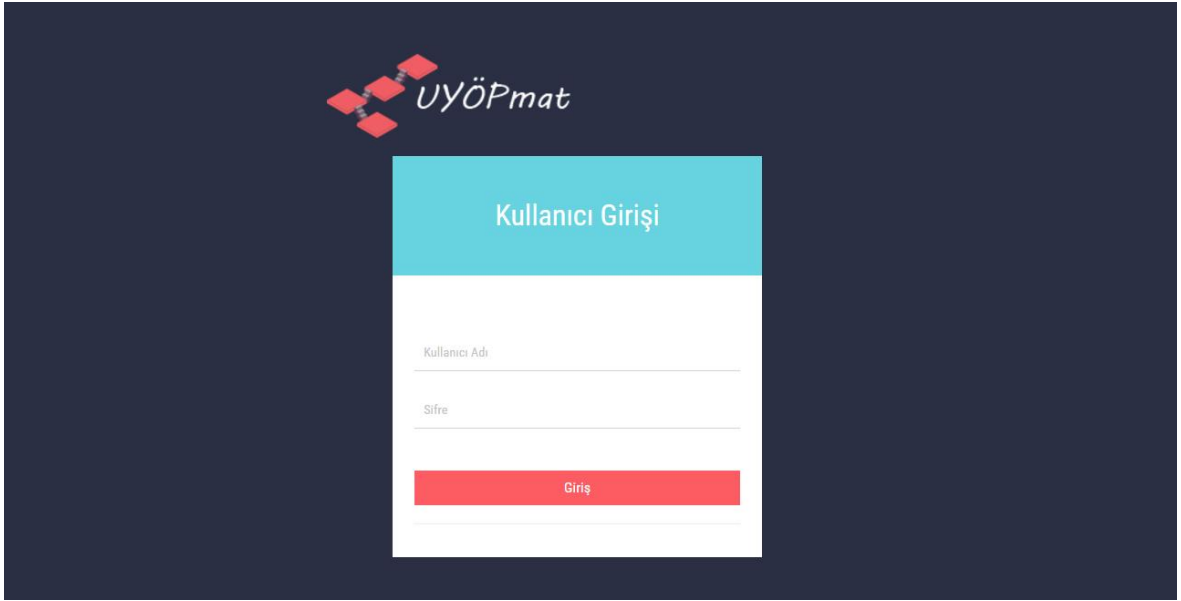 UYÖPmat
Kullanıcı Girişi
Kullanıcı Adı
Sifre
Giriş